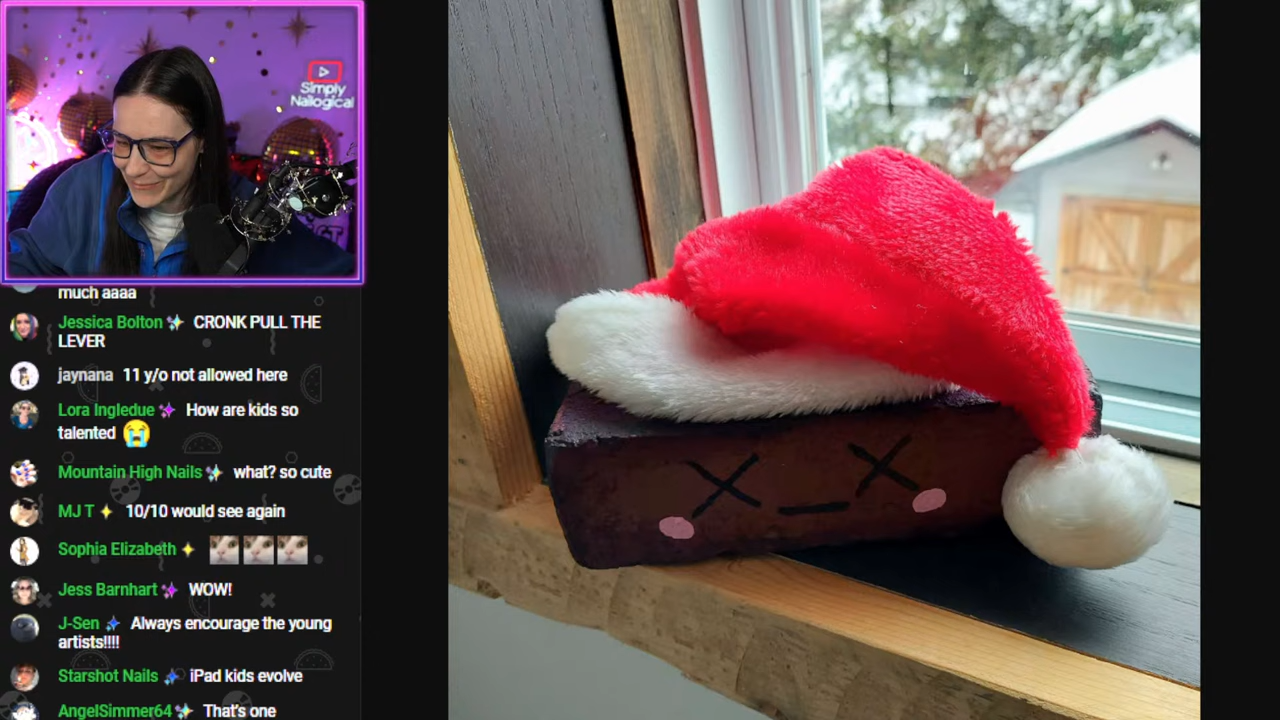 Simply
Nailogical
much aaaa
Jessica Bolton CRONK PULL THE
LEVER
jaynana 11 y/o not allowed here
Lora Ingledue How are kids so
talented
Mountain High Nails what? so cute
MJ T 10/10 would see again
Sophia Elizabeth
Jess Barnhart WOW!
J-Sen Always encourage the young
artists!!!!
Starshot Nails iPad kids evolve
AngelSimmer64 That's one